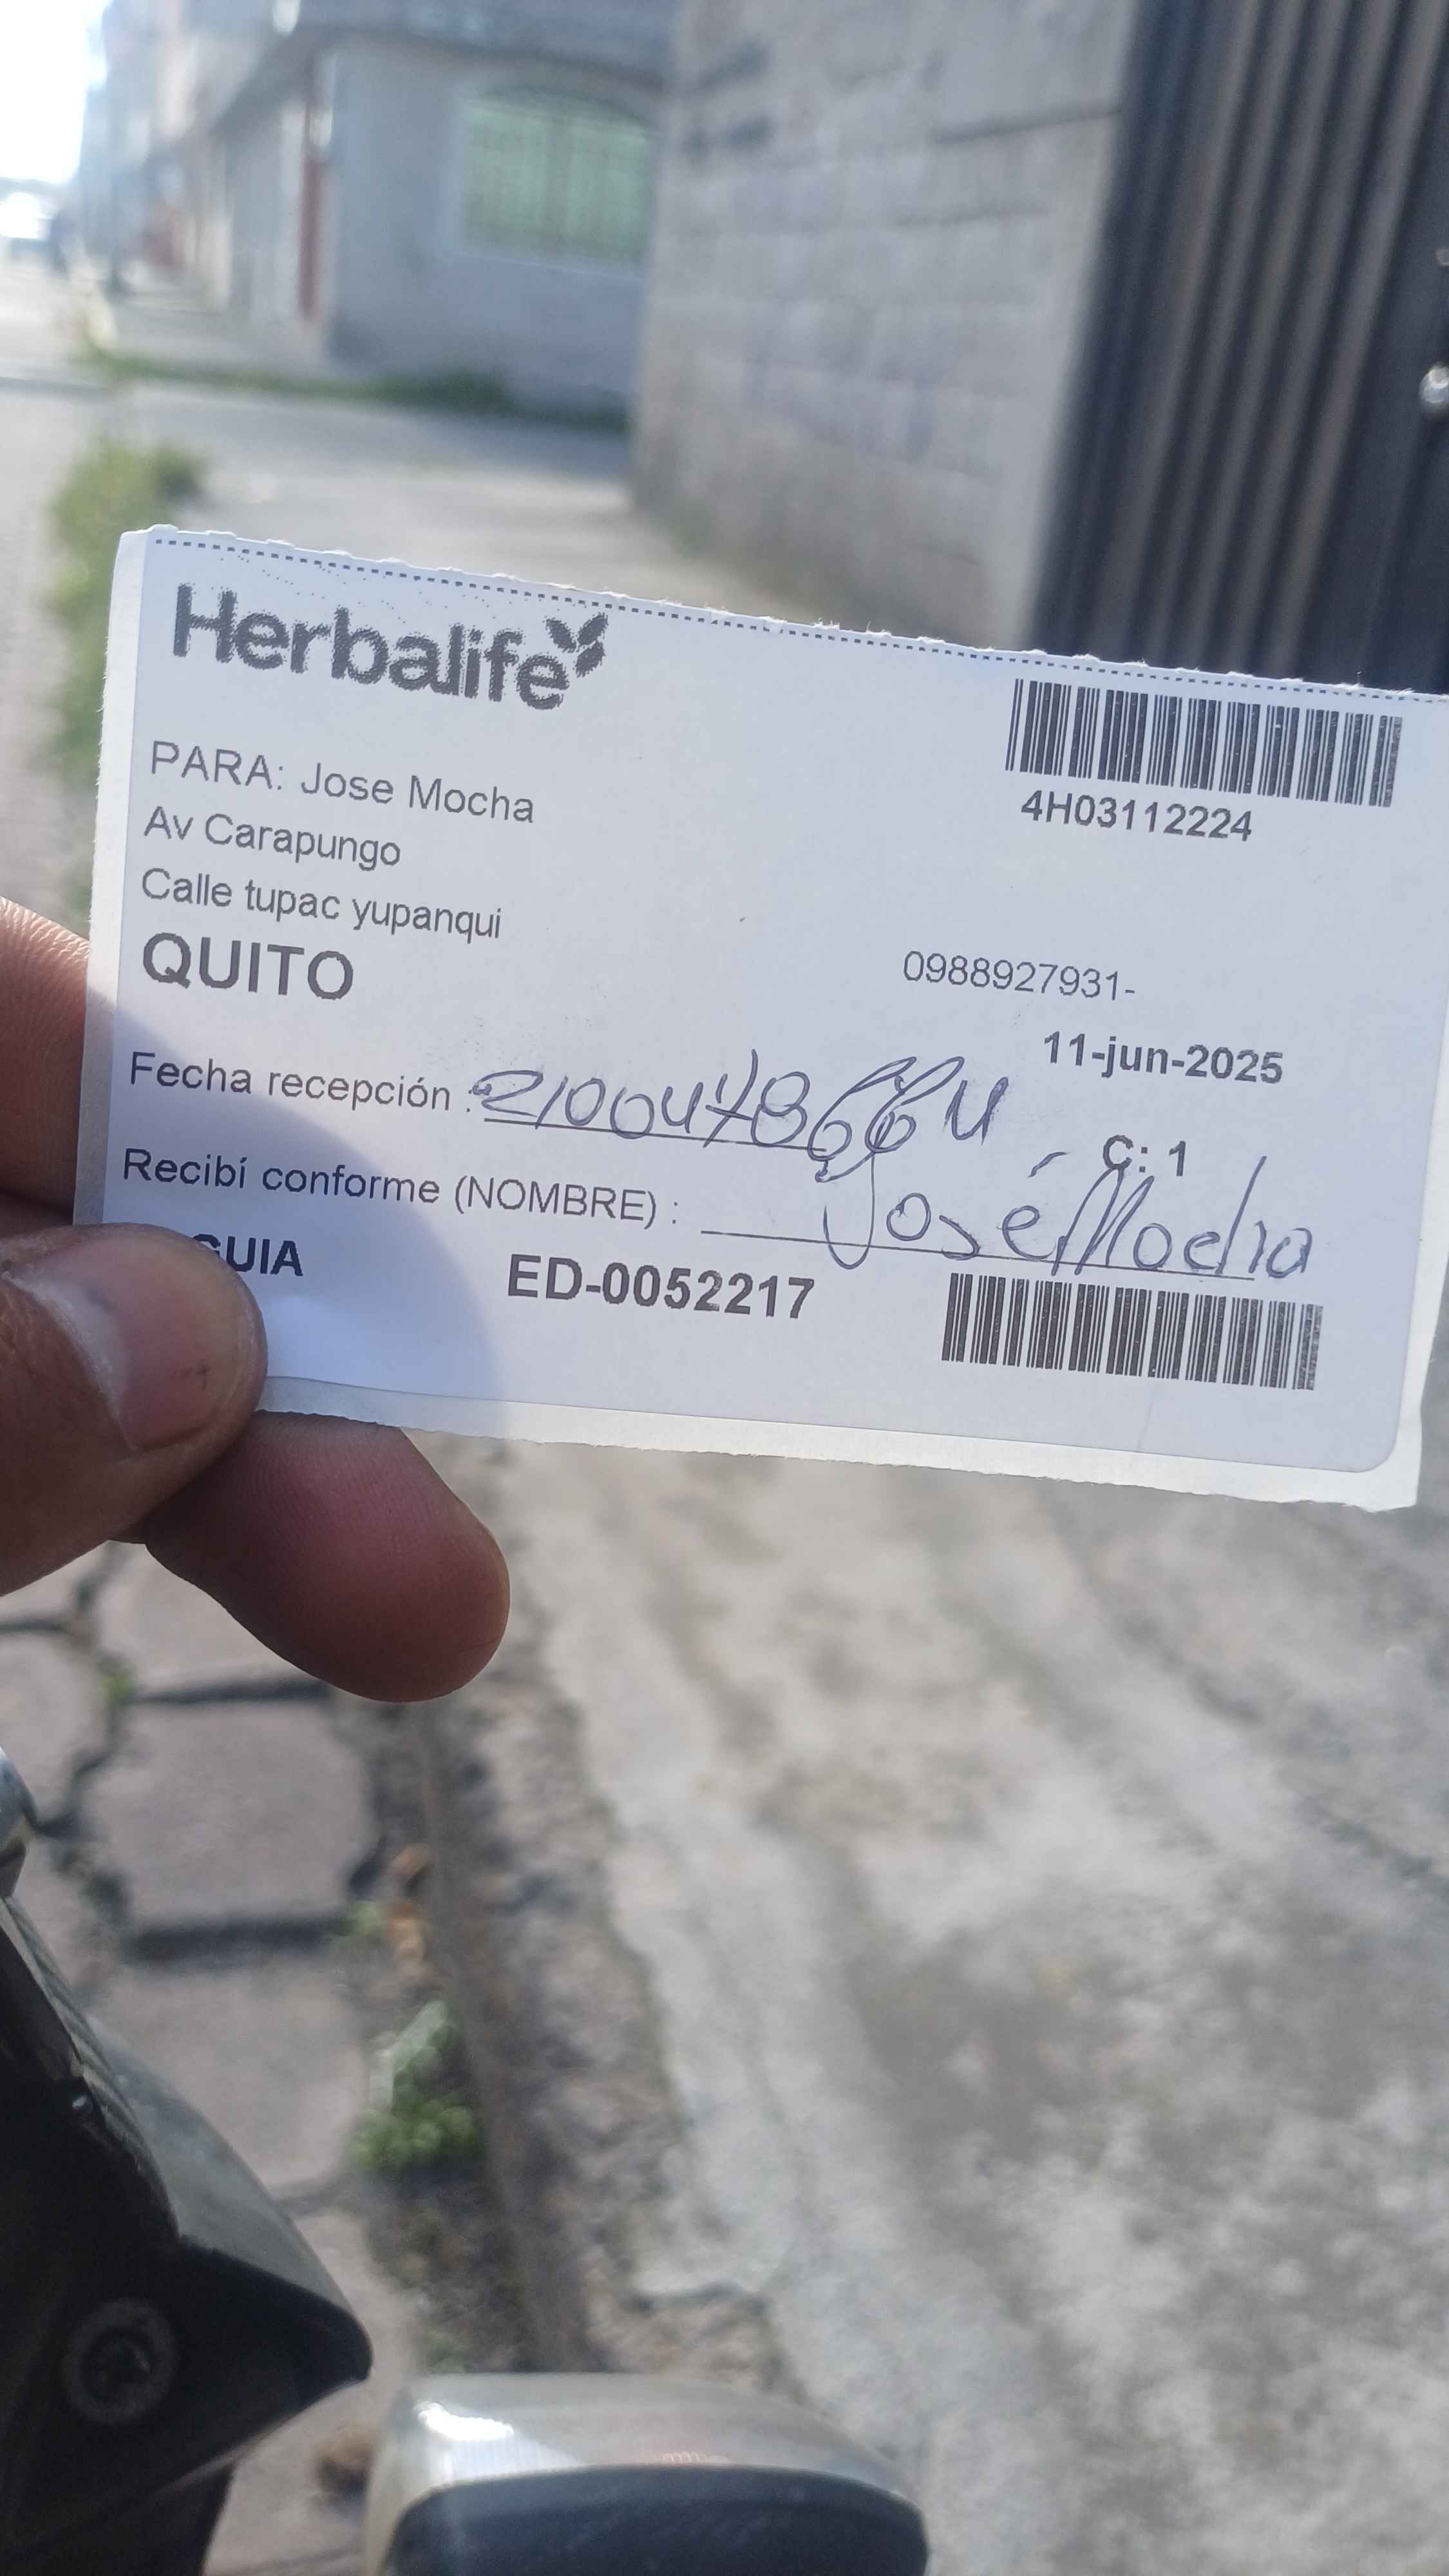 Herbalife
4H03112224
PARA: Jose Mocha
Av Carapungo
Calle tupac yupanqui
QUITO
0988927931-
11-jun-2025
Fecha recepción :
C: 1
Recibí conforme (NOMBRE) : José Mocha
GUIA ED-0052217